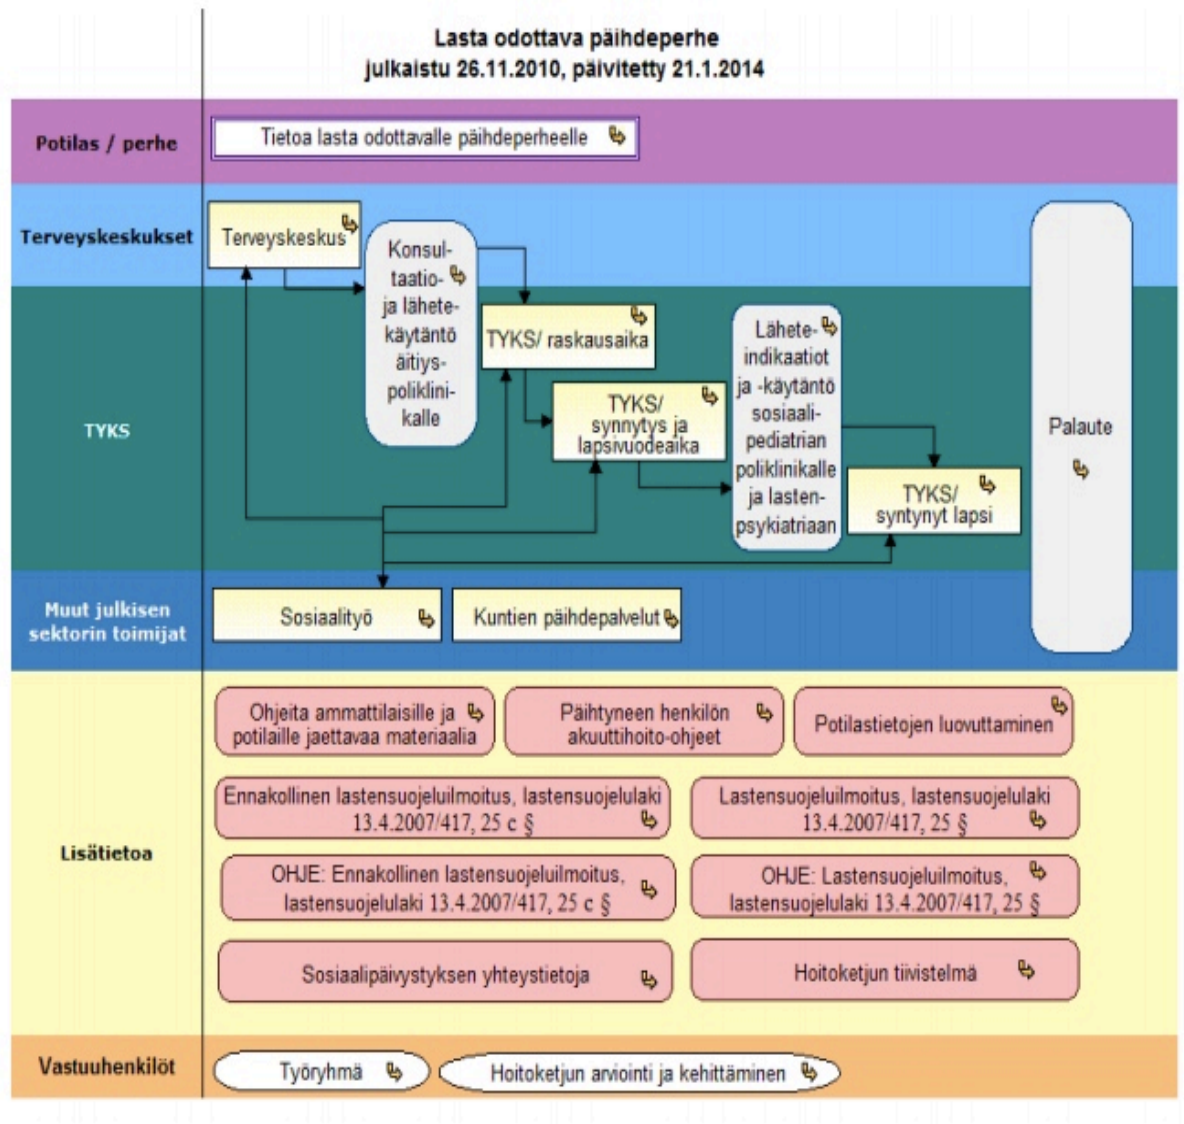 Lasta odottava päihdeperhe
julkaistu 26.11.2010, päivitetty 21.1.2014
Potilas / perhe
Tietoa lasta odottavalle päihdeperheelle
Terveyskeskukset
Terveyskeskus
Konsul-
taatio-
ja lähete-
käytäntö
äitiys-
poliklini-
kalle
TYKS
TYKS/ raskausaika
TYKS/
synnytys ja
lapsivuodeaika
Lähete-
indikaatiot
ja -käytäntö
sosiaali-
pediatrian
poliklinikalle
ja lasten-
psykiatriaan
TYKS/
syntynyt lapsi
Palaute
Muut julkisen
sektorin toimijat
Sosiaalityö
Kuntien päihdepalvelut
Lisätietoa
Ohjeita ammattilaisille ja
potilaille jaettavaa materiaalia
Päihtyneen henkilön
akuuttihoito-ohjeet
Potilastietojen luovuttaminen
Ennakollinen lastensuojeluilmoitus, lastensuojelulaki
13.4.2007/417, 25 c §
Lastensuojeluilmoitus, lastensuojelulaki
13.4.2007/417, 25 §
OHJE: Ennakollinen lastensuojeluilmoitus,
lastensuojelulaki 13.4.2007/417, 25 c §
OHJE: Lastensuojeluilmoitus,
lastensuojelulaki 13.4.2007/417, 25 §
Sosiaalipäivystyksen yhteystietoja
Hoitoketjun tiivistelmä
Vastuuhenkilöt
Työryhmä
Hoitoketjun arviointi ja kehittäminen